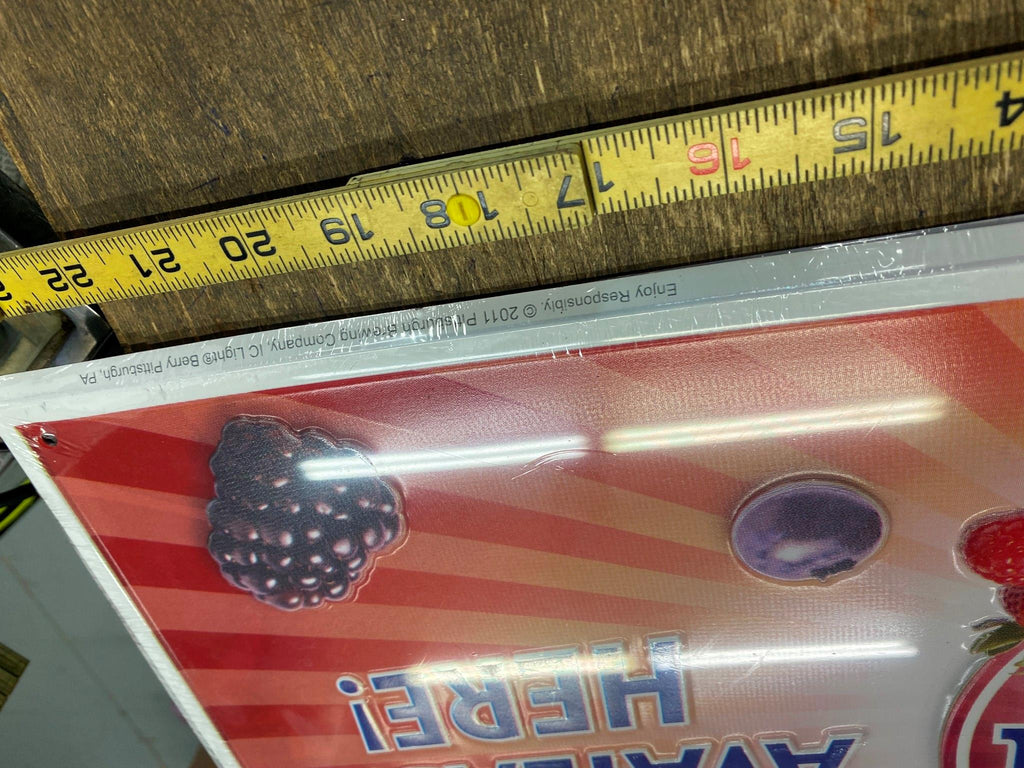 HERE!
Enjoy Responsibly. © 2011 Pittsburgh Brewing Company, IC Light® Berry Pittsburgh, PA
4 15 16 17 18 19 20 21 22